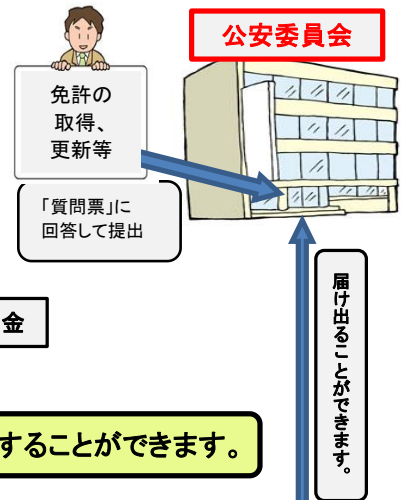 公安委員会
免許の
取得、
更新等
「質問票」に
回答して提出
届け出ることができます。
金
することができます。